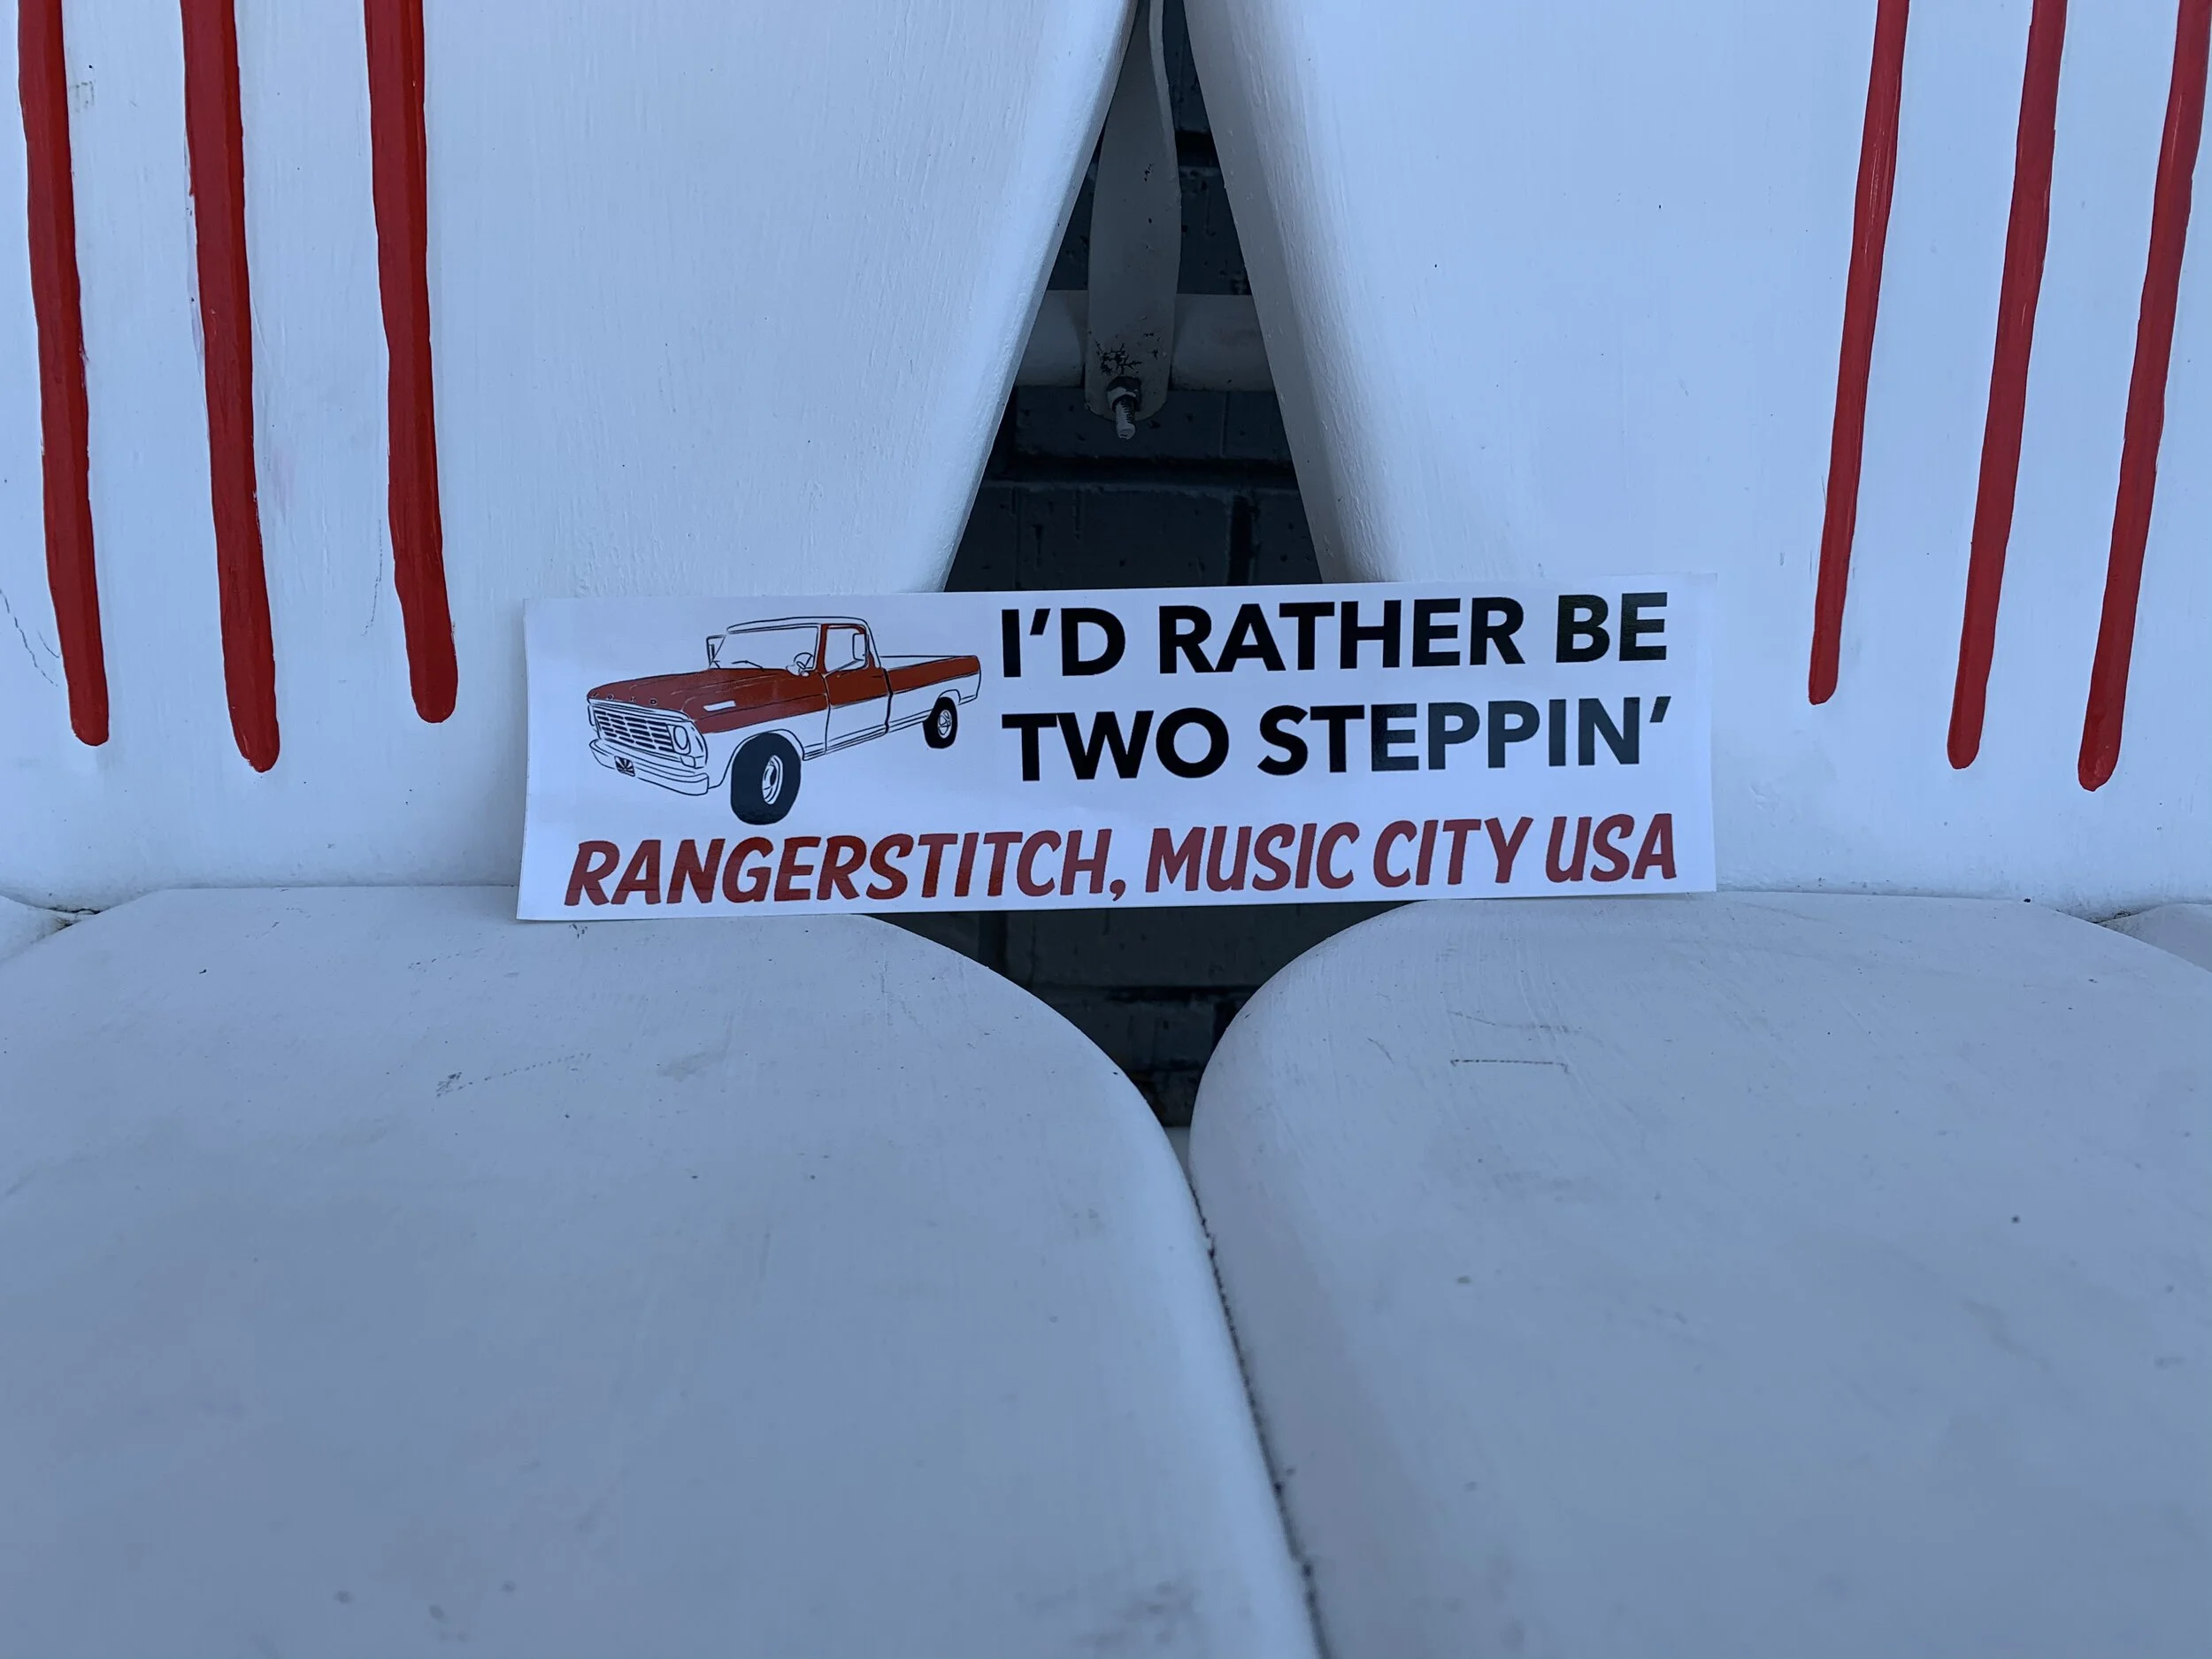 I'D RATHER BE
TWO STEPPIN'
RANGERSTITCH, MUSIC CITY USA